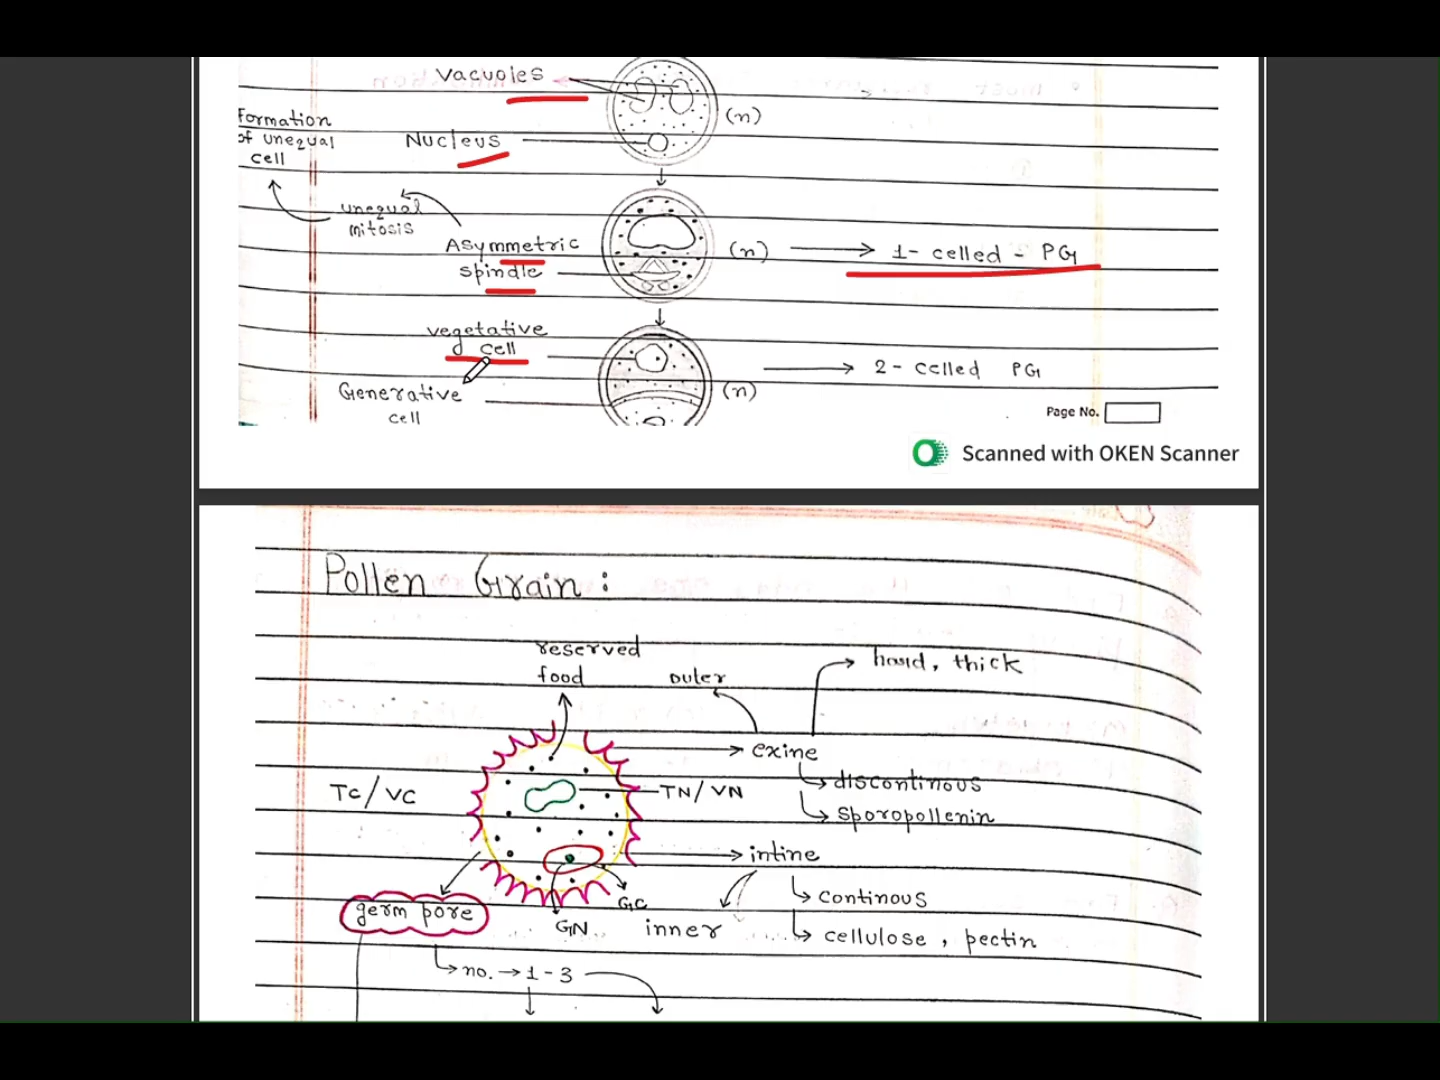 Vacuoles
(n)
Formation
of unequal
cell
Nucleus
unequal
mitosis
Asymmetric
spindle
(n)
1- celled - PG
vegetative
cell
2- celled PG
Generative
cell
(n)
Page No.
Scanned with OKEN Scanner
Pollen Grain :
reserved
food
outer
hard, thick
exine
discontinous
sporopollenin
TC/VC
TN/VN
intine
continous
cellulose, pectin
germ pore
GC
GN
inner
no. → 1-3